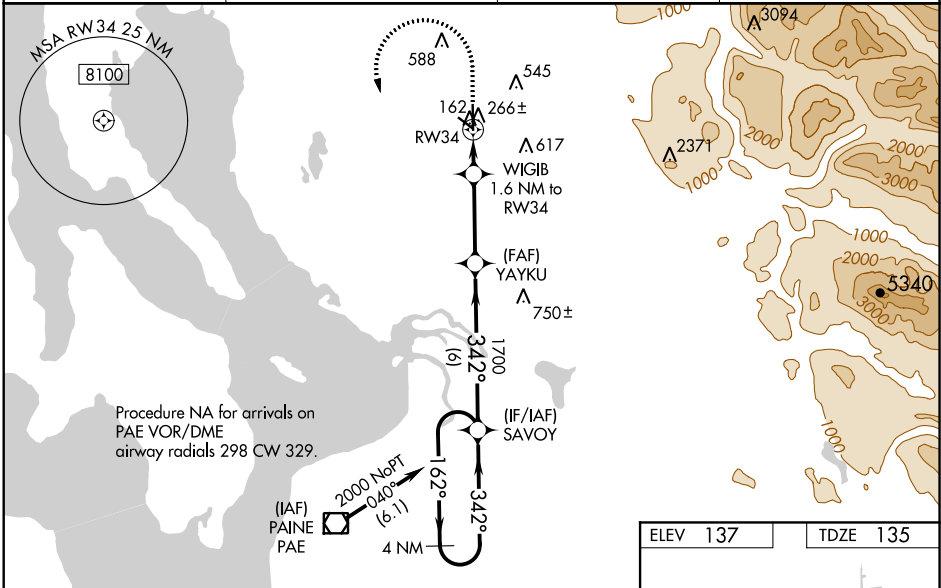 MSA RW34 25 NM
8100
588
545
162
266±
RW34
617
WIGIB
1.6 NM to
RW34
(FAF)
YAYKU
750±
1700
342°
(6)
(IF/IAF)
SAVOY
Procedure NA for arrivals on
PAE VOR/DME
airway radials 298 CW 329.
2000 NoPT
040°
(6.1)
(IAF)
PAINE
PAE
162°
342°
4 NM
1000
3094
2371
2000
1000
2000
3000
1000
2000
5340
3000
1000
ELEV 137
TDZE 135